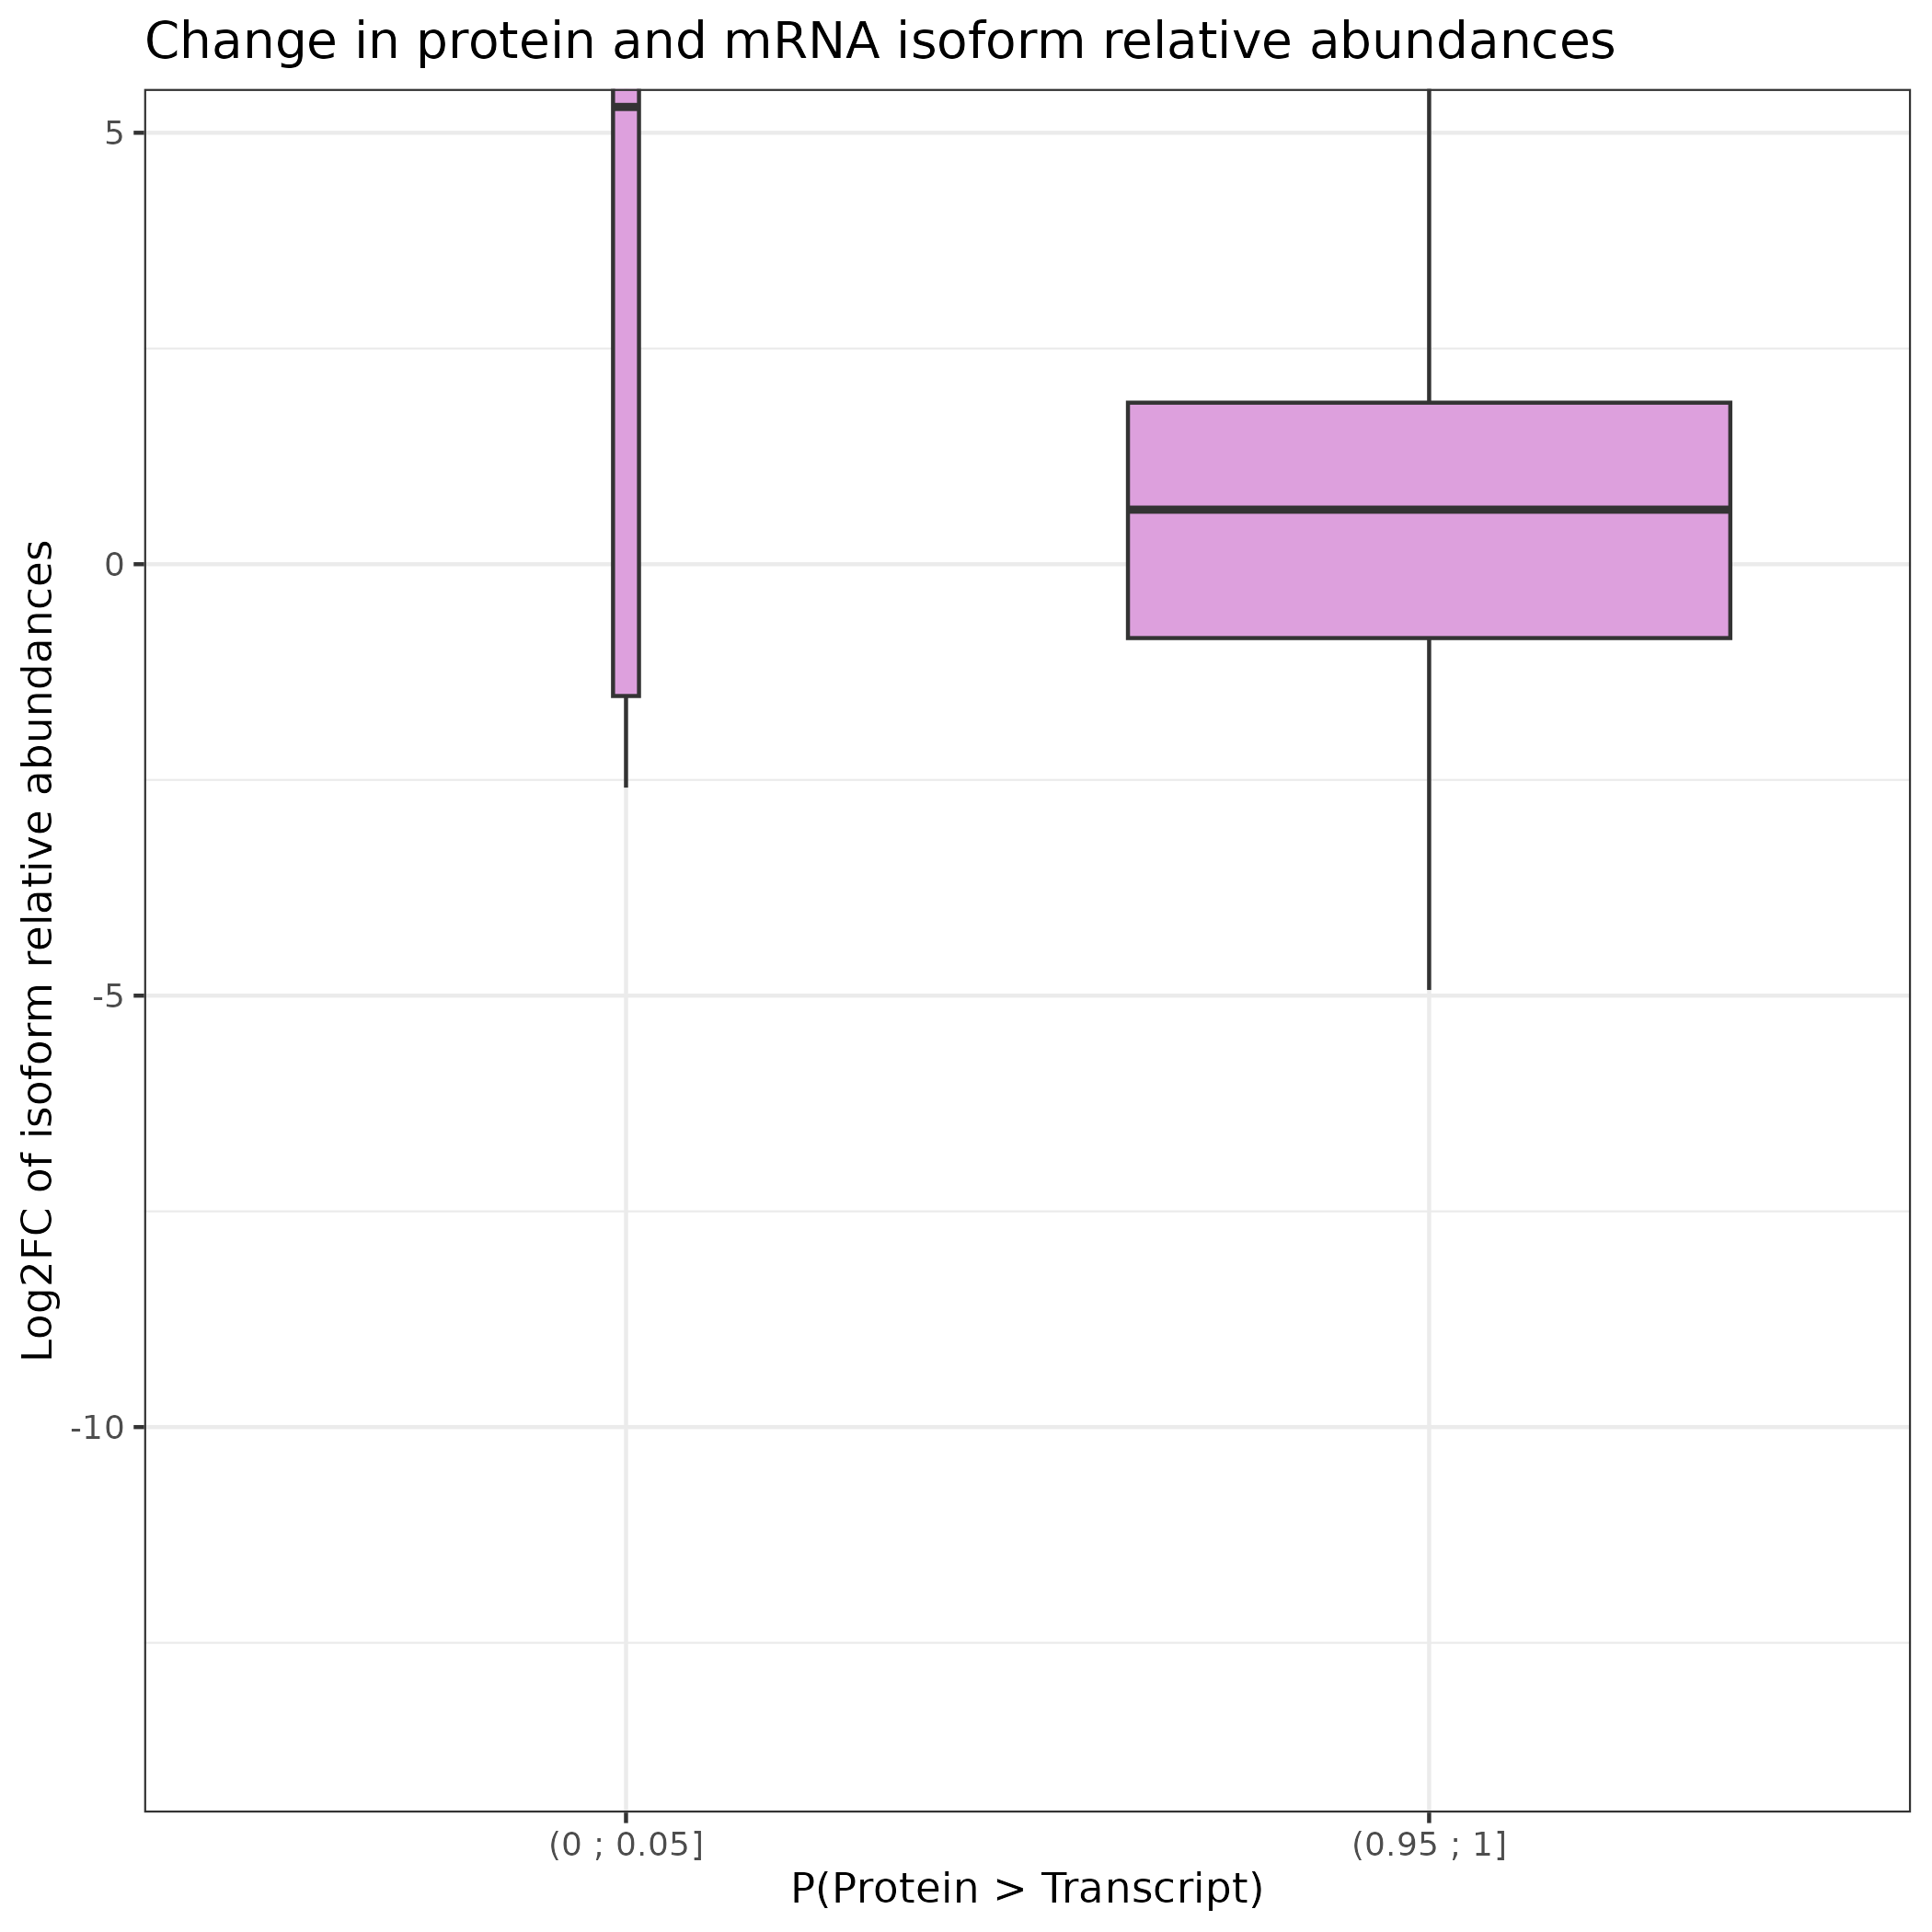 Change in protein and mRNA isoform relative abundances
Log2FC of isoform relative abundances
5
0
-5
-10
(0 ; 0.05]
(0.95 ; 1]
P(Protein > Transcript)